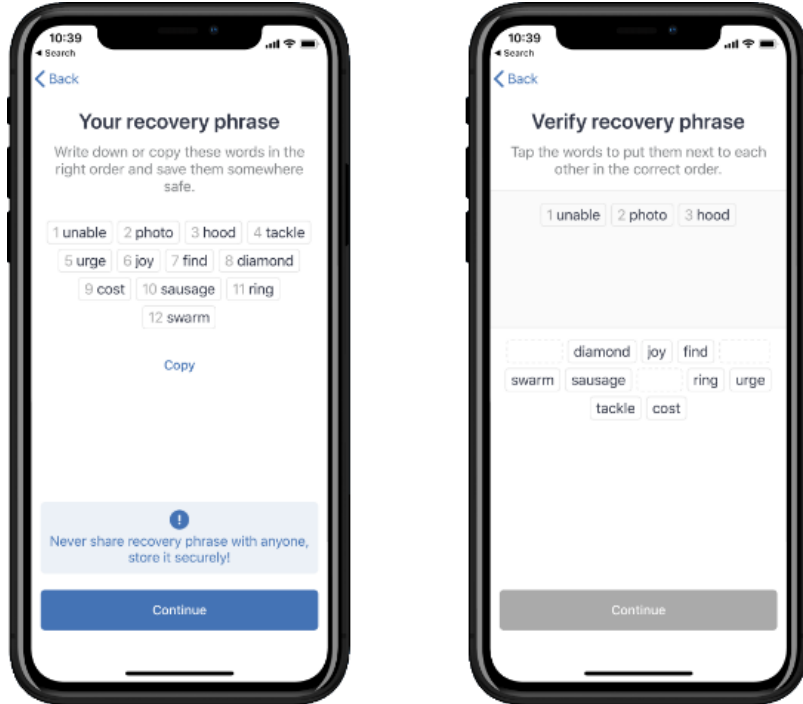 10:39
Search
Back
Your recovery phrase
Write down or copy these words in the
right order and save them somewhere
safe.
1 unable 2 photo 3 hood 4 tackle
5 urge 6 joy 7 find 8 diamond
9 cost 10 sausage 11 ring
12 swarm
Copy
Never share recovery phrase with anyone,
store it securely!
Continue
10:39
Search
Back
Verify recovery phrase
Tap the words to put them next to each
other in the correct order.
1 unable 2 photo 3 hood
diamond joy find
swarm sausage ring urge
tackle cost
Continue